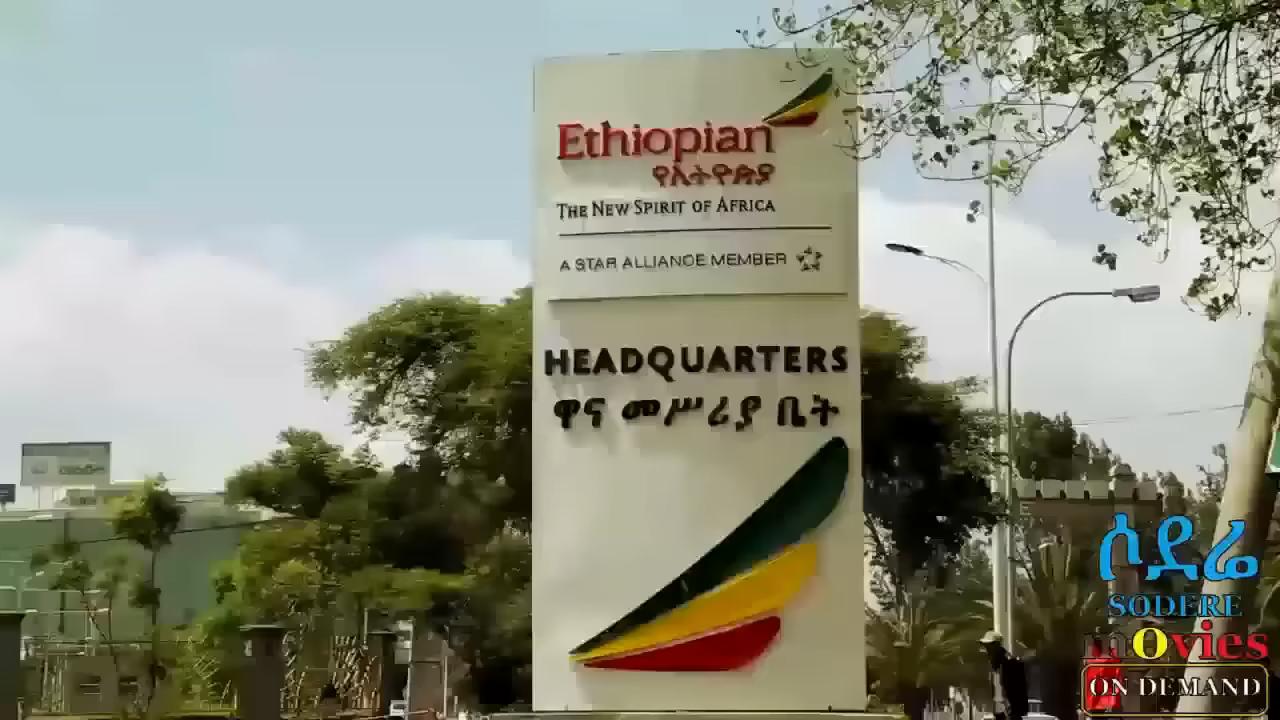 Ethiopian
የኢትዮጵያ
THE NEW SPIRIT OF AFRICA
A STAR ALLIANCE MEMBER
HEADQUARTERS
ዋና መሥሪያ ቤት
ሶደሬ
SODERE
mOvies
ON DEMAND